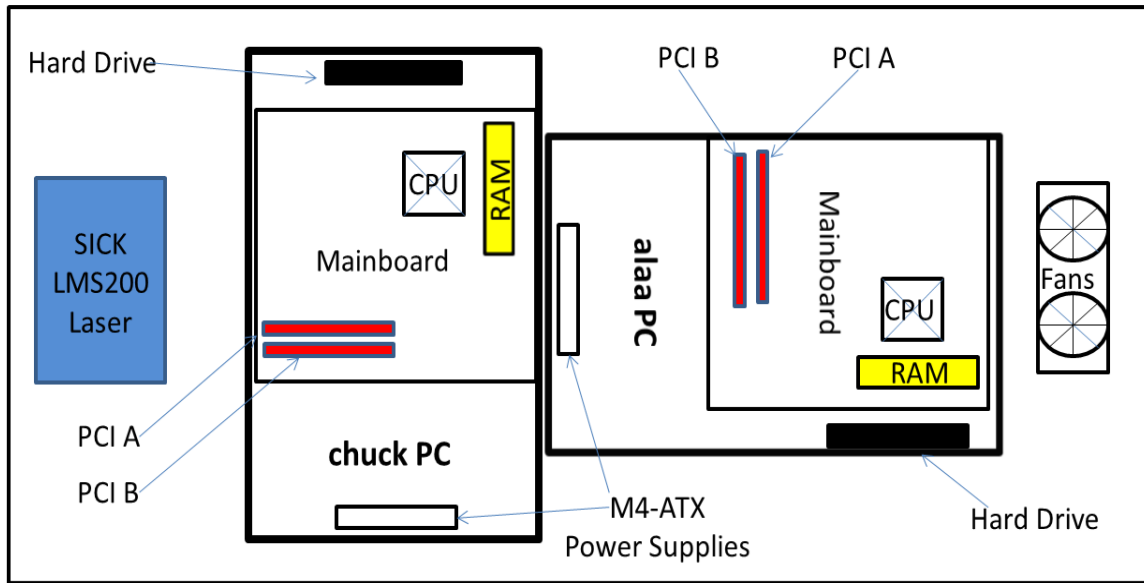 Hard Drive
PCI B
PCI A
CPU
RAM
Mainboard
SICK
LMS200
Laser
PCI A
PCI B
chuck PC
alaa PC
Mainboard
CPU
RAM
Fans
M4-ATX
Power Supplies
Hard Drive